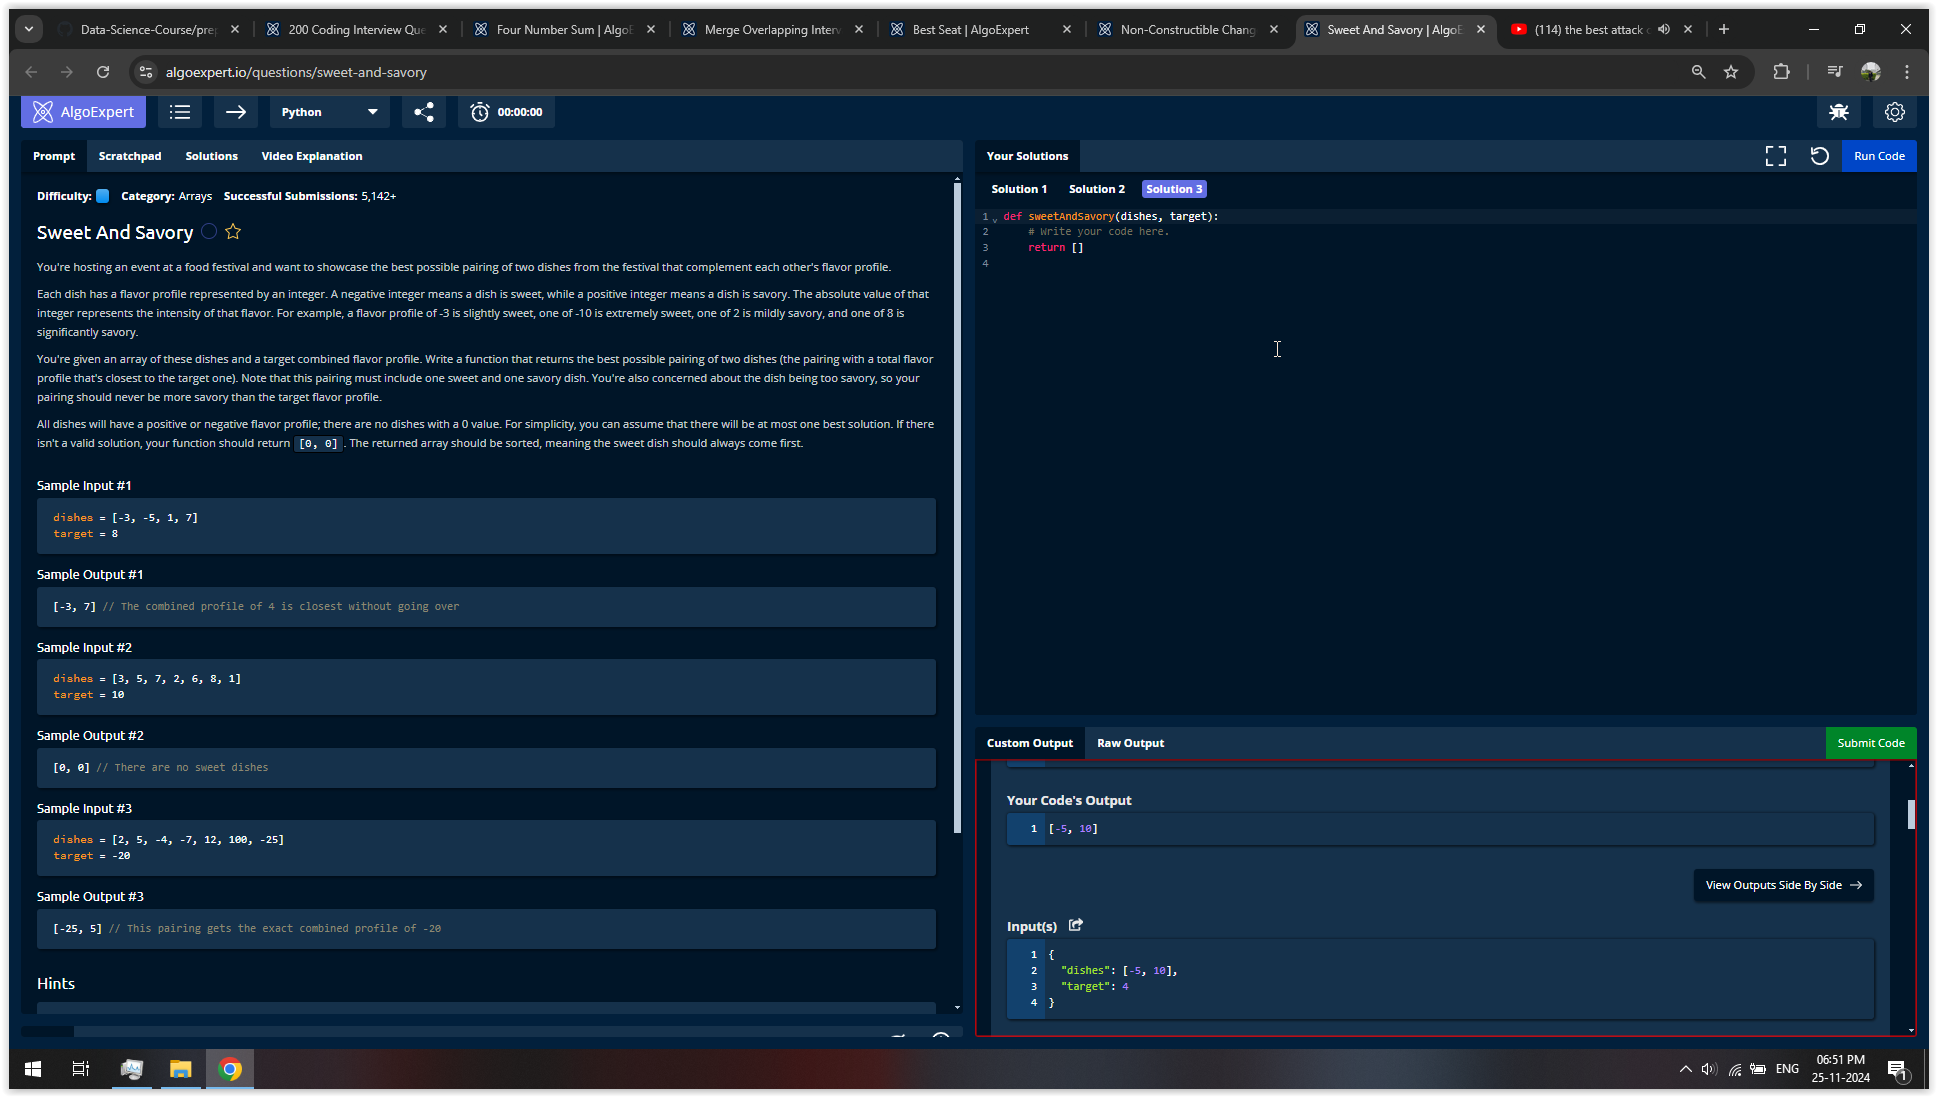 Data-Science-Course/prep
200 Coding Interview Que
Four Number Sum | AlgoE
Merge Overlapping Interv
Best Seat | AlgoExpert
Non-Constructible Chang
Sweet And Savory | AlgoE
(114) the best attack
algoexpert.io/questions/sweet-and-savory
AlgoExpert
Python
00:00:00
Prompt
Scratchpad
Solutions
Video Explanation
Difficulty:
Category: Arrays
Successful Submissions: 5,142+
Sweet And Savory
You're hosting an event at a food festival and want to showcase the best possible pairing of two dishes from the festival that complement each other's flavor profile.
Each dish has a flavor profile represented by an integer. A negative integer means a dish is sweet, while a positive integer means a dish is savory. The absolute value of that
integer represents the intensity of that flavor. For example, a flavor profile of -3 is slightly sweet, one of -10 is extremely sweet, one of 2 is mildly savory, and one of 8 is
significantly savory.
You're given an array of these dishes and a target combined flavor profile. Write a function that returns the best possible pairing of two dishes (the pairing with a total flavor
profile that's closest to the target one). Note that this pairing must include one sweet and one savory dish. You're also concerned about the dish being too savory, so your
pairing should never be more savory than the target flavor profile.
All dishes will have a positive or negative flavor profile; there are no dishes with a 0 value. For simplicity, you can assume that there will be at most one best solution. If there
isn't a valid solution, your function should return [0, 0]. The returned array should be sorted, meaning the sweet dish should always come first.
Sample Input #1
dishes = [-3, -5, 1, 7]
target = 8
Sample Output #1
[-3, 7] // The combined profile of 4 is closest without going over
Sample Input #2
dishes = [3, 5, 7, 2, 6, 8, 1]
target = 10
Sample Output #2
[0, 0] // There are no sweet dishes
Sample Input #3
dishes = [2, 5, -4, -7, 12, 100, -25]
target = -20
Sample Output #3
[-25, 5] // This pairing gets the exact combined profile of -20
Hints
Your Solutions
Run Code
Solution 1
Solution 2
Solution 3
1 def sweetAndSavory(dishes, target):
2 # Write your code here.
3 return []
4
Custom Output
Raw Output
Submit Code
Your Code's Output
1 [-5, 10]
View Outputs Side By Side →
Input(s)
1 {
2 "dishes": [-5, 10],
3 "target": 4
4 }
ENG
06:51 PM
25-11-2024
1